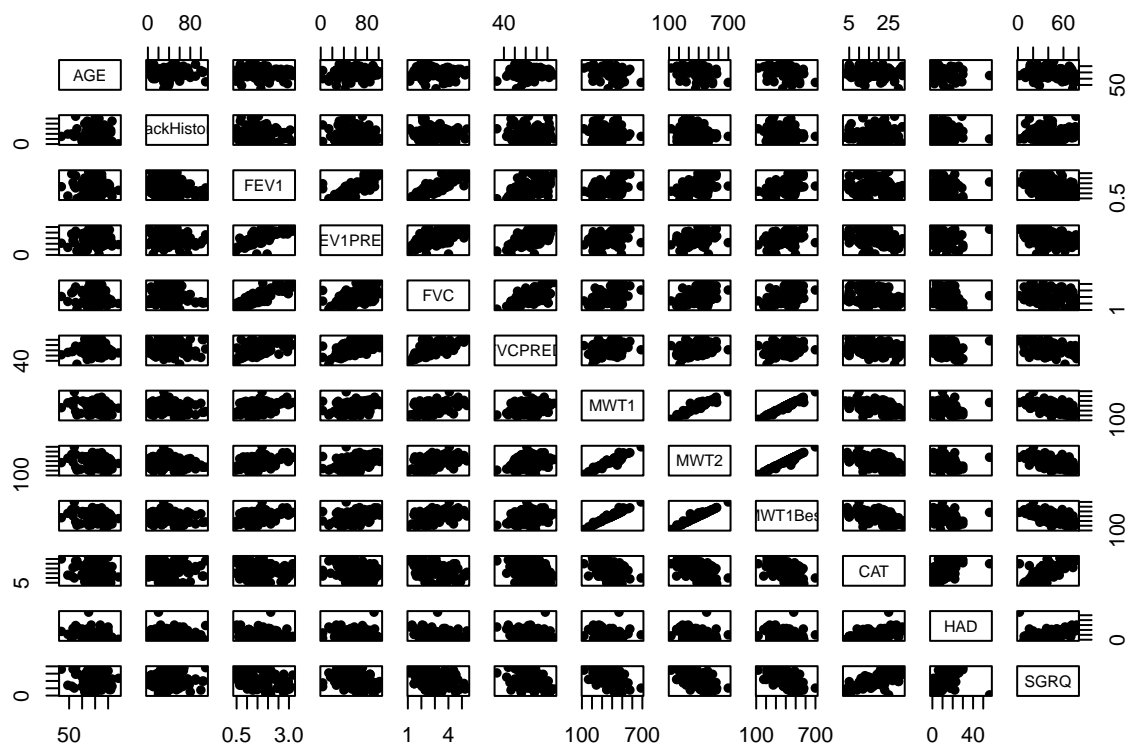 0 80 0 80 40 100 700 5 25 0 60
AGE 50
0 ackHisto
FEV1 0.5
0 EV1PRE
FVC 1
40 VCPRE
MWT1 100
100 MWT2
MWT1Bes 100
5 CAT
HAD 0
0 SGRQ
50 0.5 3.0 1 4 100 700 100 700 0 40